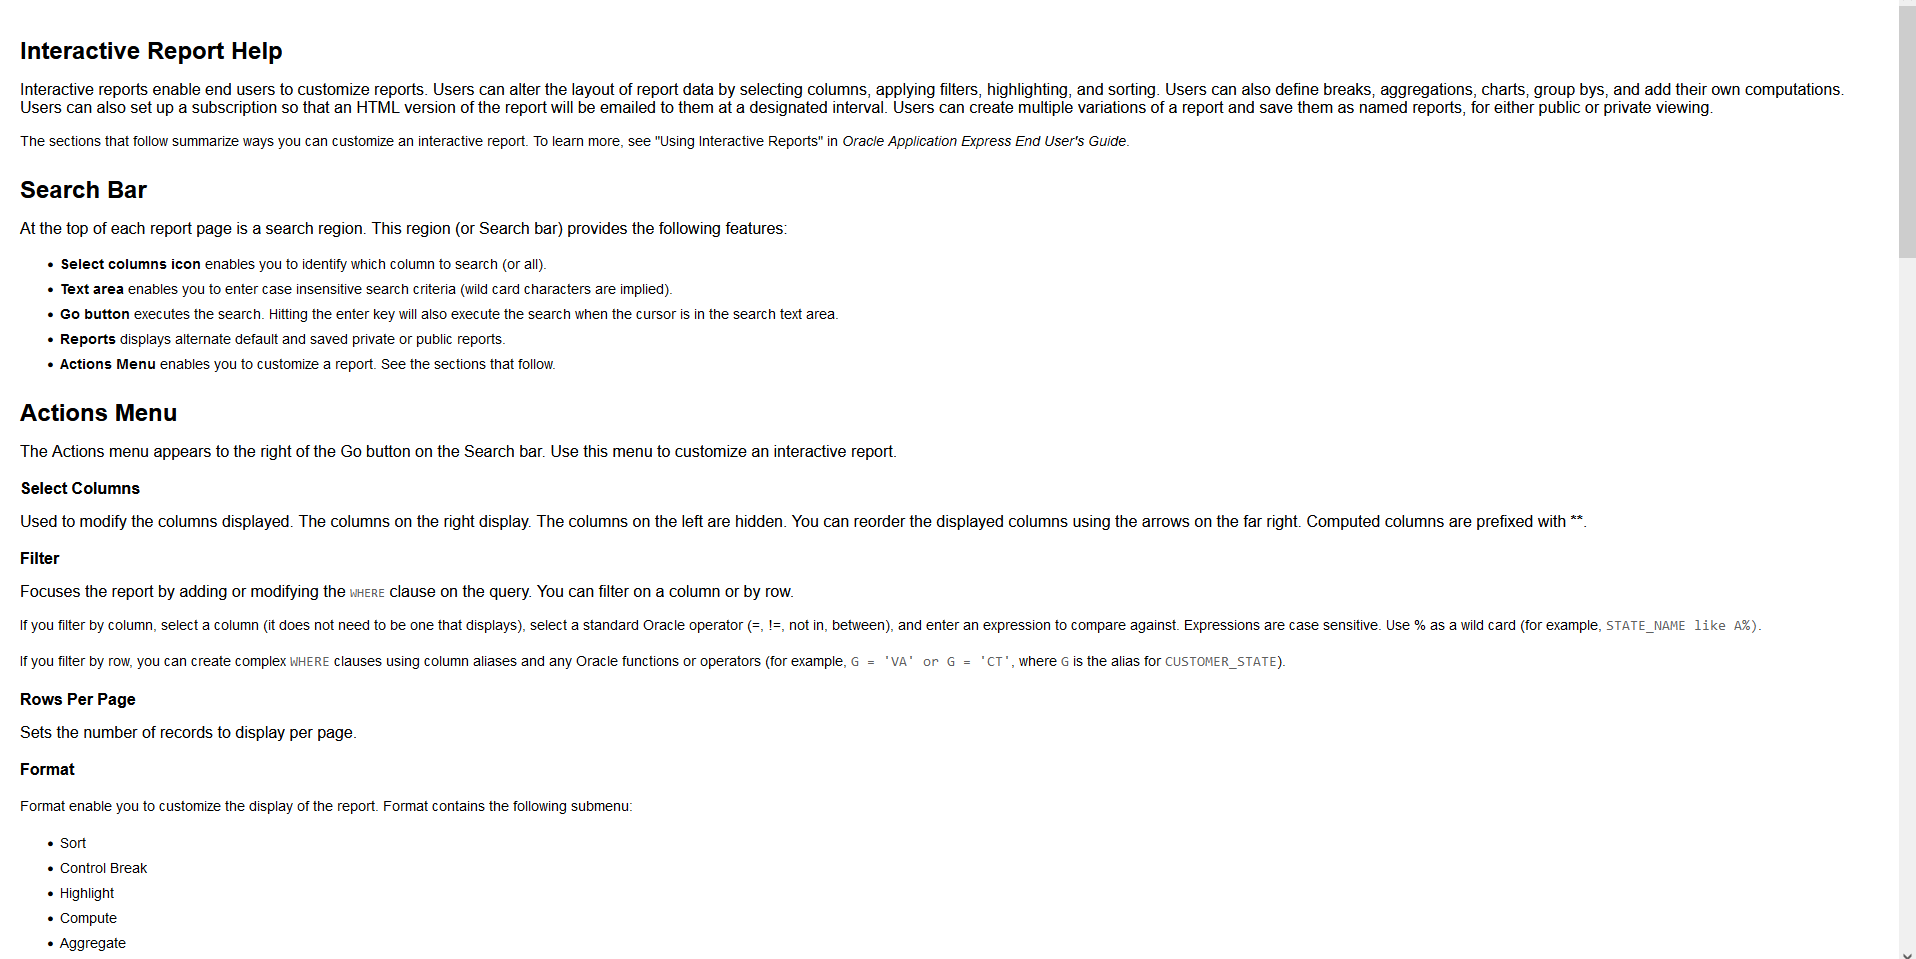 Interactive Report Help
Interactive reports enable end users to customize reports. Users can alter the layout of report data by selecting columns, applying filters, highlighting, and sorting. Users can also define breaks, aggregations, charts, group bys, and add their own computations.
Users can also set up a subscription so that an HTML version of the report will be emailed to them at a designated interval. Users can create multiple variations of a report and save them as named reports, for either public or private viewing.
The sections that follow summarize ways you can customize an interactive report. To learn more, see "Using Interactive Reports" in Oracle Application Express End User's Guide.
Search Bar
At the top of each report page is a search region. This region (or Search bar) provides the following features:
• Select columns icon enables you to identify which column to search (or all).
• Text area enables you to enter case insensitive search criteria (wild card characters are implied).
• Go button executes the search. Hitting the enter key will also execute the search when the cursor is in the search text area.
• Reports displays alternate default and saved private or public reports.
• Actions Menu enables you to customize a report. See the sections that follow.
Actions Menu
The Actions menu appears to the right of the Go button on the Search bar. Use this menu to customize an interactive report.
Select Columns
Used to modify the columns displayed. The columns on the right display. The columns on the left are hidden. You can reorder the displayed columns using the arrows on the far right. Computed columns are prefixed with **.
Filter
Focuses the report by adding or modifying the WHERE clause on the query. You can filter on a column or by row.
If you filter by column, select a column (it does not need to be one that displays), select a standard Oracle operator (=, !=, not in, between), and enter an expression to compare against. Expressions are case sensitive. Use % as a wild card (for example, STATE_NAME like A%).
If you filter by row, you can create complex WHERE clauses using column aliases and any Oracle functions or operators (for example, G = 'VA' or G = 'CT', where G is the alias for CUSTOMER_STATE).
Rows Per Page
Sets the number of records to display per page.
Format
Format enable you to customize the display of the report. Format contains the following submenu:
• Sort
• Control Break
• Highlight
• Compute
• Aggregate